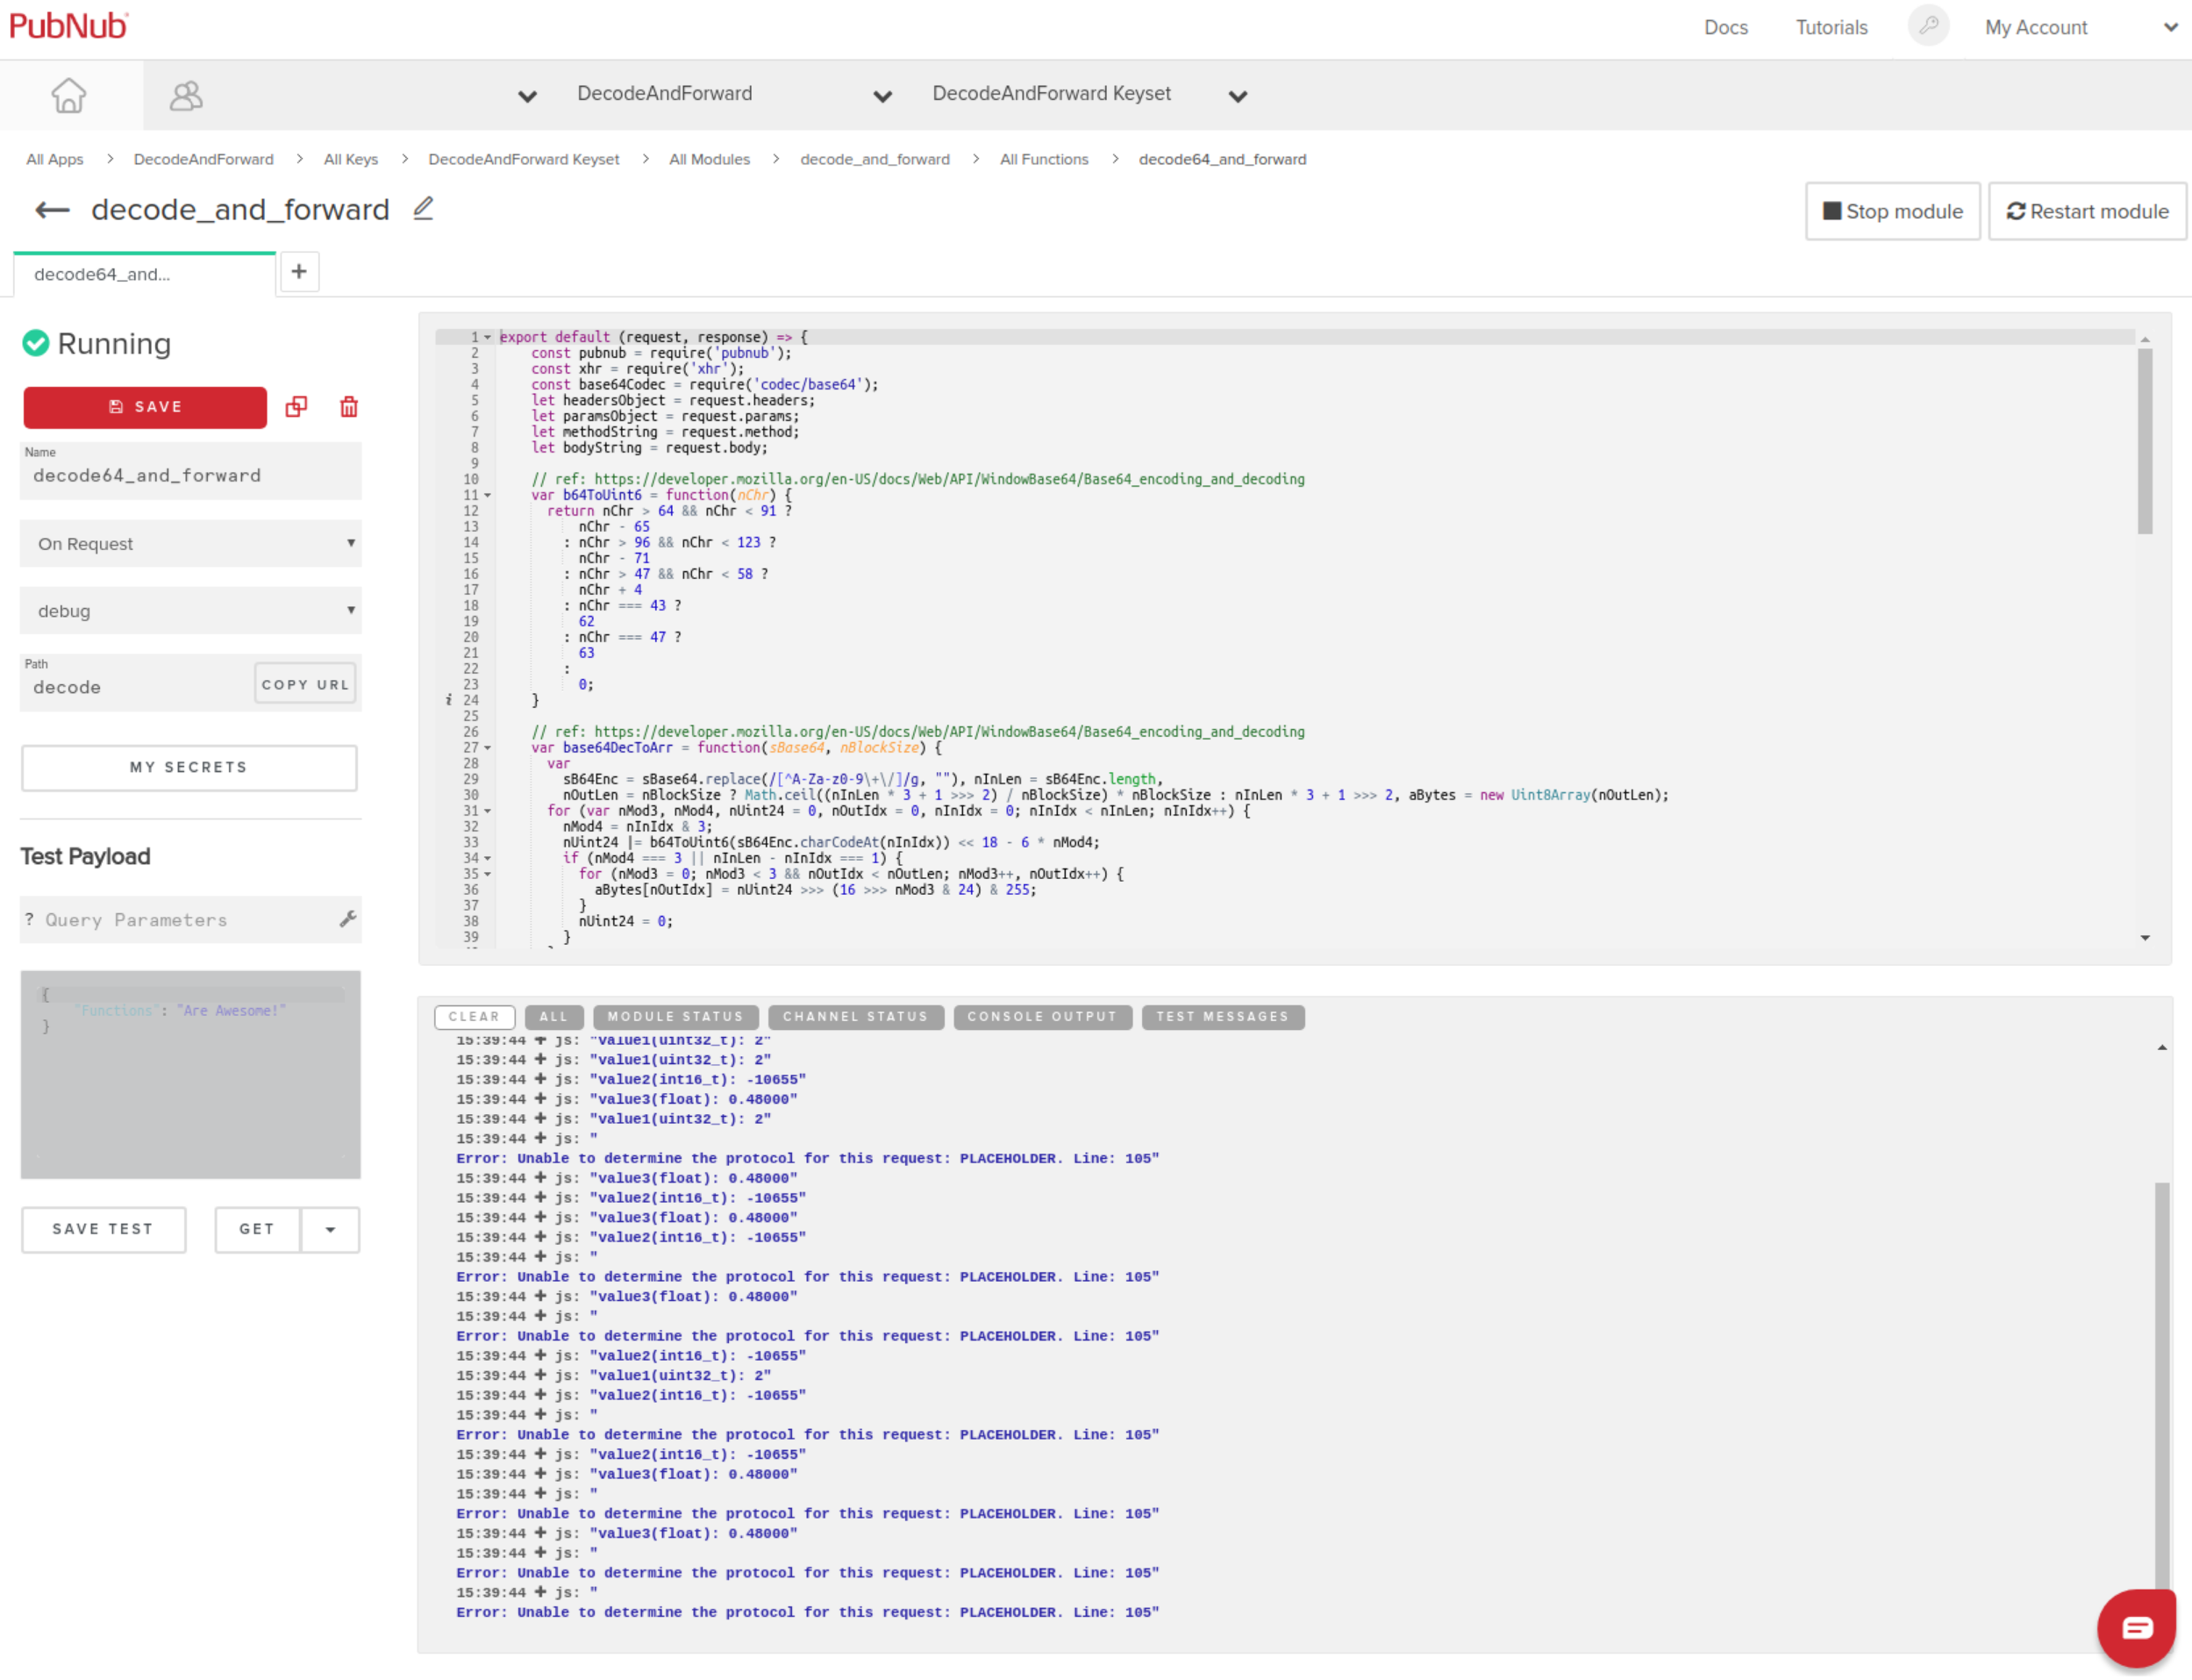 PubNub
Docs Tutorials My Account
DecodeAndForward DecodeAndForward Keyset
All Apps > DecodeAndForward > All Keys > DecodeAndForward Keyset > All Modules > decode_and_forward > All Functions > decode64_and_forward
decode_and_forward
Stop module Restart module
decode64_and... +
Running
SAVE
Name
decode64_and_forward
On Request
debug
Path
decode
COPY URL
MY SECRETS
Test Payload
? Query Parameters
{
"Functions": "Are Awesome!"
}
SAVE TEST GET
1 export default (request, response) => {
2 const pubnub = require('pubnub');
3 const xhr = require('xhr');
4 const base64Codec = require('codec/base64');
5 let headersObject = request.headers;
6 let paramsObject = request.params;
7 let methodString = request.method;
8 let bodyString = request.body;
9
10 // ref: https://developer.mozilla.org/en-US/docs/Web/API/WindowBase64/Base64_encoding_and_decoding
11 var b64ToUint6 = function(nChr) {
12 return nChr > 64 && nChr < 91 ?
13 nChr - 65
14 : nChr > 96 && nChr < 123 ?
15 nChr - 71
16 : nChr > 47 && nChr < 58 ?
17 nChr + 4
18 : nChr === 43 ?
19 62
20 : nChr === 47 ?
21 63
22 :
23 0;
i 24 }
25
26 // ref: https://developer.mozilla.org/en-US/docs/Web/API/WindowBase64/Base64_encoding_and_decoding
27 var base64DecToArr = function(sBase64, nBlockSize) {
28 var
29 sB64Enc = sBase64.replace(/[^A-Za-z0-9\+\/]/g, ""), nInLen = sB64Enc.length,
30 nOutLen = nBlockSize ? Math.ceil((nInLen * 3 + 1 >>> 2) / nBlockSize) * nBlockSize : nInLen * 3 + 1 >>> 2, aBytes = new Uint8Array(nOutLen);
31 for (var nMod3, nMod4, nUint24 = 0, nOutIdx = 0, nInIdx = 0; nInIdx < nInLen; nInIdx++) {
32 nMod4 = nInIdx & 3;
33 nUint24 |= b64ToUint6(sB64Enc.charCodeAt(nInIdx)) << 18 - 6 * nMod4;
34 if (nMod4 === 3 || nInLen - nInIdx === 1) {
35 for (nMod3 = 0; nMod3 < 3 && nOutIdx < nOutLen; nMod3++, nOutIdx++) {
36 aBytes[nOutIdx] = nUint24 >>> (16 >>> nMod3 & 24) & 255;
37 }
38 nUint24 = 0;
39 }
CLEAR ALL MODULE STATUS CHANNEL STATUS CONSOLE OUTPUT TEST MESSAGES
15:39:44 + js: "value1(uint32_t): 2"
15:39:44 + js: "value1(uint32_t): 2"
15:39:44 + js: "value2(int16_t): -10655"
15:39:44 + js: "value3(float): 0.48000"
15:39:44 + js: "value1(uint32_t): 2"
15:39:44 + js: "
Error: Unable to determine the protocol for this request: PLACEHOLDER. Line: 105"
15:39:44 + js: "value3(float): 0.48000"
15:39:44 + js: "value2(int16_t): -10655"
15:39:44 + js: "value3(float): 0.48000"
15:39:44 + js: "value2(int16_t): -10655"
15:39:44 + js: "
Error: Unable to determine the protocol for this request: PLACEHOLDER. Line: 105"
15:39:44 + js: "value3(float): 0.48000"
15:39:44 + js: "
Error: Unable to determine the protocol for this request: PLACEHOLDER. Line: 105"
15:39:44 + js: "value2(int16_t): -10655"
15:39:44 + js: "value1(uint32_t): 2"
15:39:44 + js: "value2(int16_t): -10655"
15:39:44 + js: "
Error: Unable to determine the protocol for this request: PLACEHOLDER. Line: 105"
15:39:44 + js: "value2(int16_t): -10655"
15:39:44 + js: "value3(float): 0.48000"
15:39:44 + js: "
Error: Unable to determine the protocol for this request: PLACEHOLDER. Line: 105"
15:39:44 + js: "value3(float): 0.48000"
15:39:44 + js: "
Error: Unable to determine the protocol for this request: PLACEHOLDER. Line: 105"
15:39:44 + js: "
Error: Unable to determine the protocol for this request: PLACEHOLDER. Line: 105"